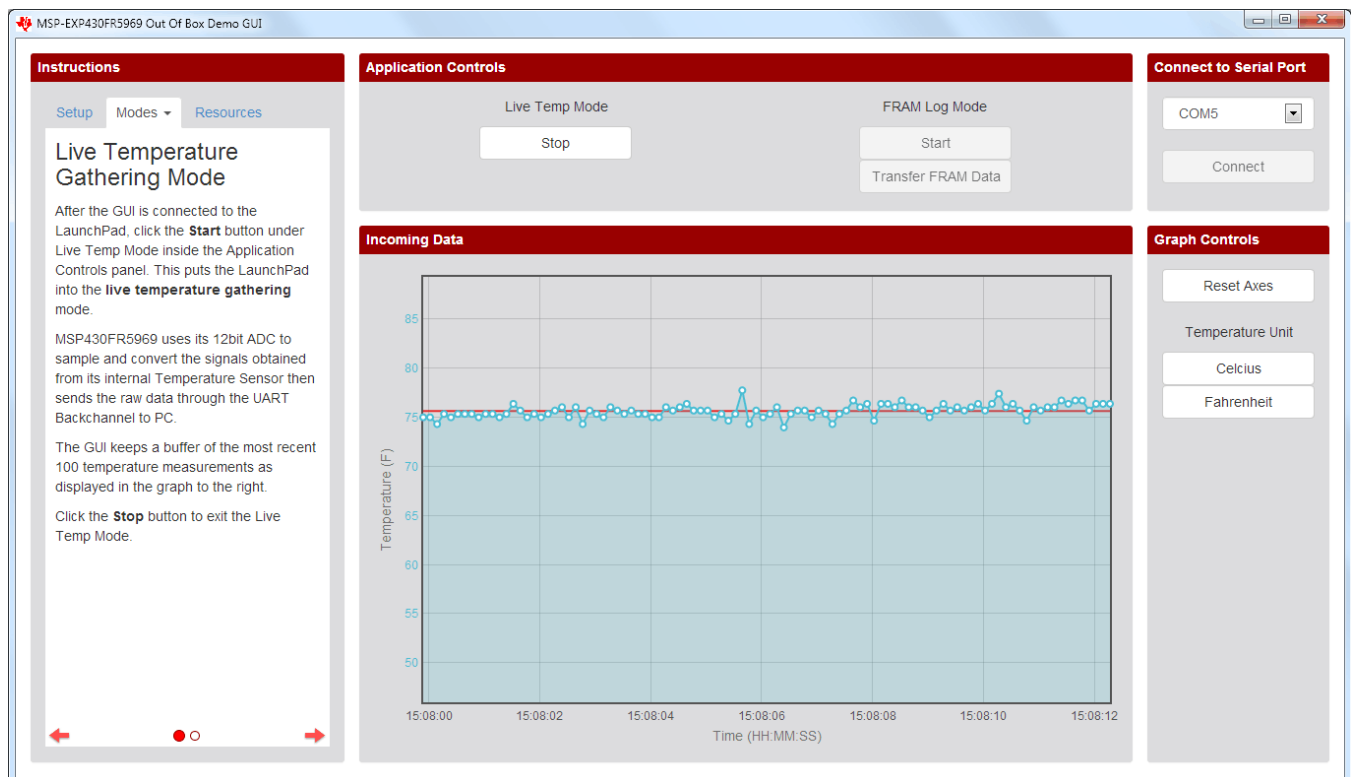 MSP-EXP430FR5969 Out Of Box Demo GUI
Instructions
Setup
Modes
Resources
Live Temperature
Gathering Mode
After the GUI is connected to the
LaunchPad, click the Start button under
Live Temp Mode inside the Application
Controls panel. This puts the LaunchPad
into the live temperature gathering
mode.
MSP430FR5969 uses its 12bit ADC to
sample and convert the signals obtained
from its internal Temperature Sensor then
sends the raw data through the UART
Backchannel to PC.
The GUI keeps a buffer of the most recent
100 temperature measurements as
displayed in the graph to the right.
Click the Stop button to exit the Live
Temp Mode.
Application Controls
Live Temp Mode
Stop
FRAM Log Mode
Start
Transfer FRAM Data
Connect to Serial Port
COM5
Connect
Incoming Data
Temperature (F)
85
80
75
70
65
60
55
50
15:08:00
15:08:02
15:08:04
15:08:06
15:08:08
15:08:10
15:08:12
Time (HH:MM:SS)
Graph Controls
Reset Axes
Temperature Unit
Celcius
Fahrenheit